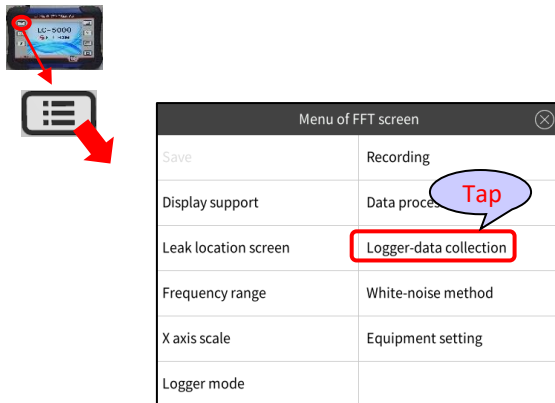 LC-5000
Menu of FFT screen
Save
Recording
Display support
Data proces
Tap
Leak location screen
Logger-data collection
Frequency range
White-noise method
X axis scale
Equipment setting
Logger mode